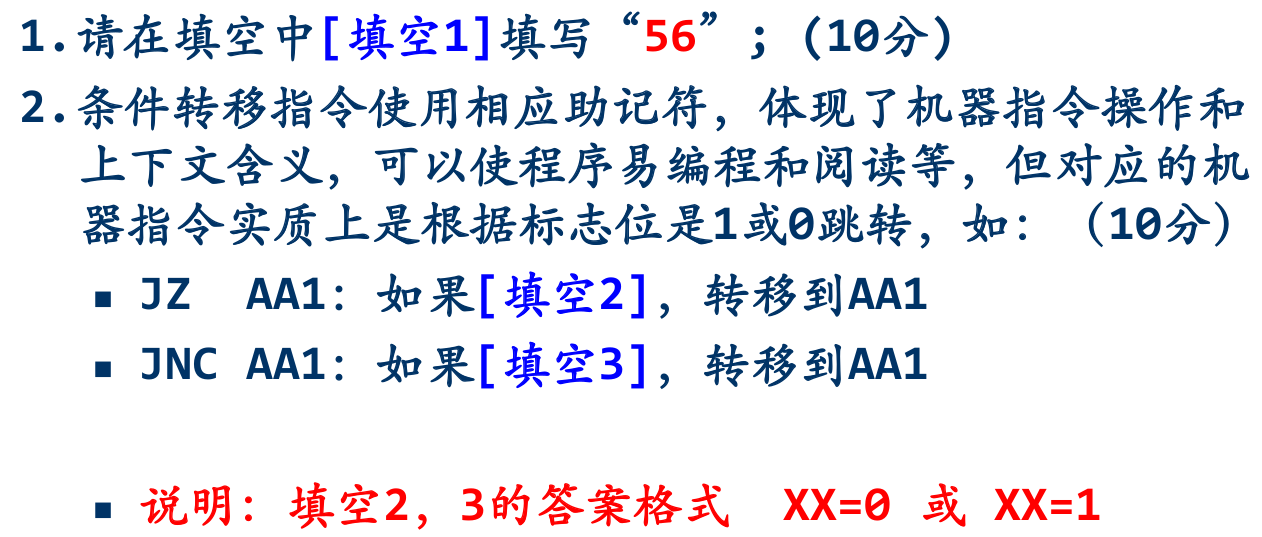 1.请在填空中[填空1]填写“56”;(10分)
2.条件转移指令使用相应助记符，体现了机器指令操作和
上下文含义，可以使程序易编程和阅读等，但对应的机
器指令实质上是根据标志位是1或0跳转，如：（10分）
▪ JZ  AA1：如果[填空2]，转移到AA1
▪ JNC AA1：如果[填空3]，转移到AA1
▪ 说明：填空2，3的答案格式  XX=0 或 XX=1